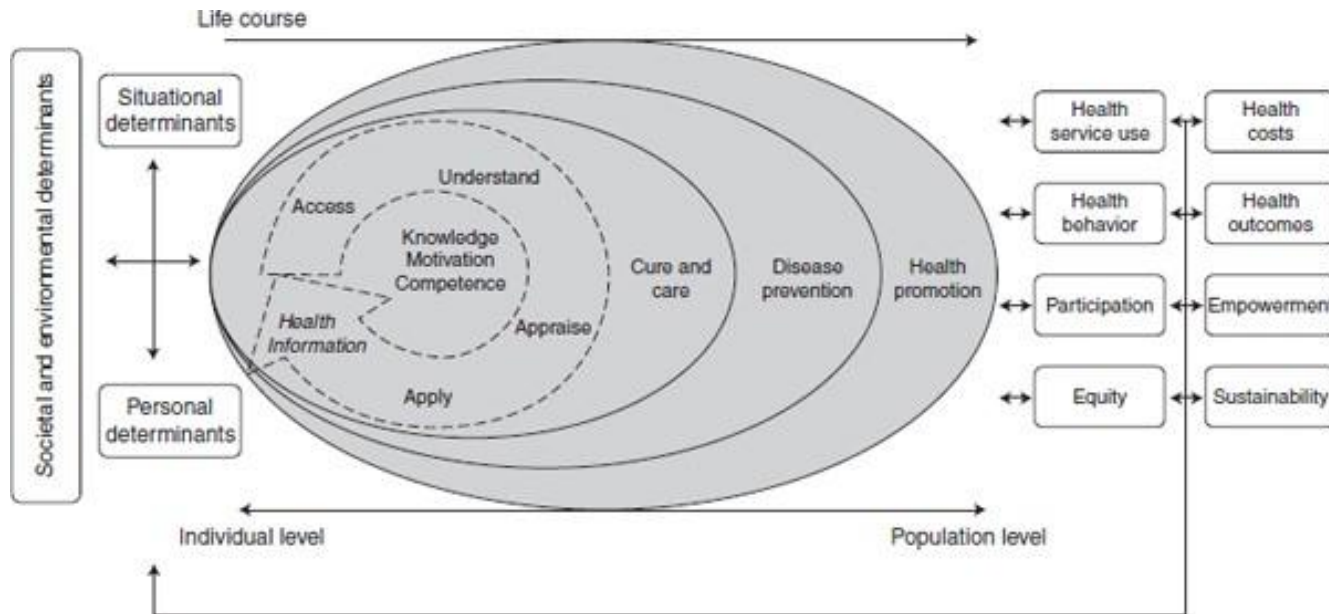 Life course
Societal and environmental determinants
Situational
determinants
Personal
determinants
Access
Understand
Knowledge
Motivation
Competence
Health
Information
Appraise
Apply
Cure and
care
Disease
prevention
Health
promotion
Health
service use
Health
costs
Health
behavior
Health
outcomes
Participation
Empowerment
Equity
Sustainability
Individual level
Population level